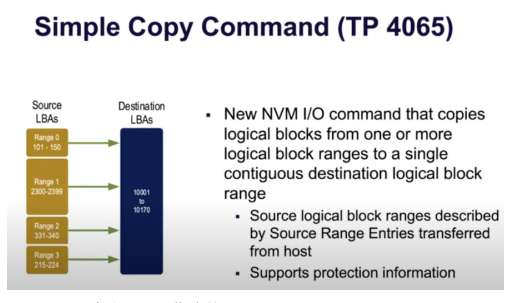 Simple Copy Command (TP 4065)
Source
LBAs
Destination
LBAs
Range 0
101 - 150
Range 1
2300-2399
Range 2
331-340
Range 3
215-224
10001
to
10170
▪ New NVM I/O command that copies
logical blocks from one or more
logical block ranges to a single
contiguous destination logical block
range
▪ Source logical block ranges described
by Source Range Entries transferred
from host
▪ Supports protection information